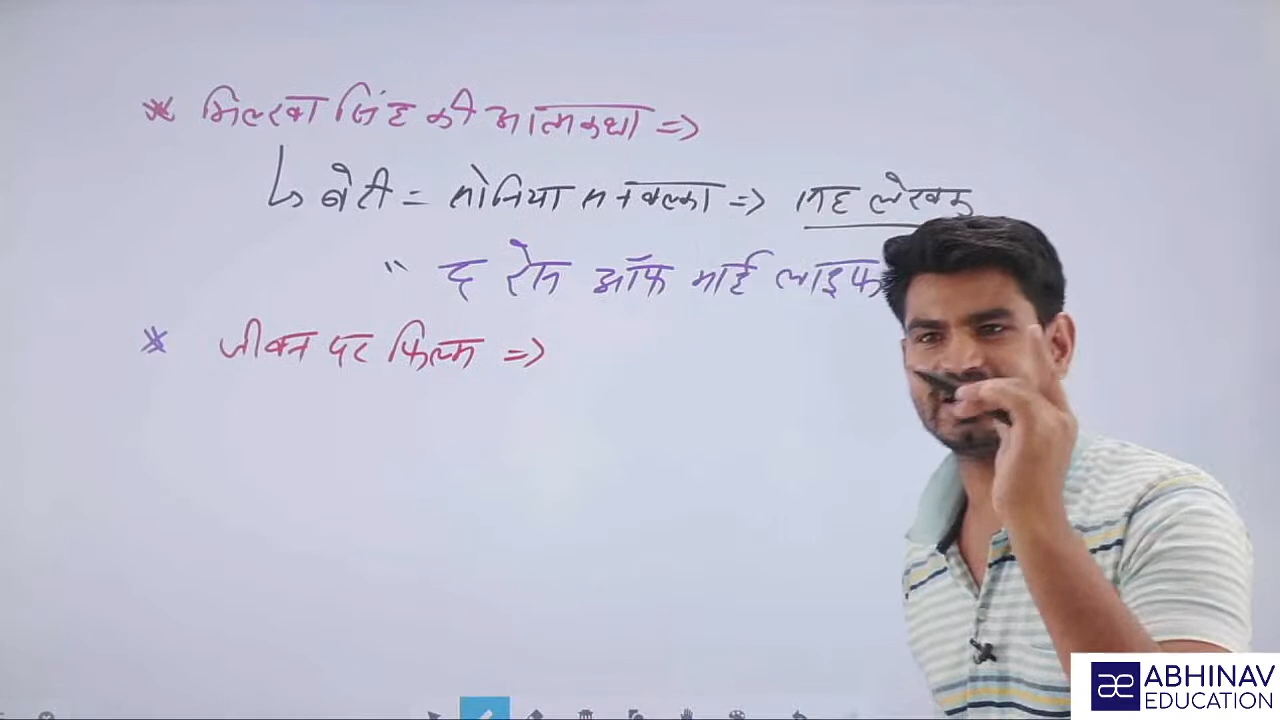 * मिल्खा सिंह की आत्मकथा =>
↳ बेटी = सोनिया सनवल्का => सह लेखक
" द रेस ऑफ माई लाइफ
* जीवन पर फिल्म =>
ABHINAV
EDUCATION